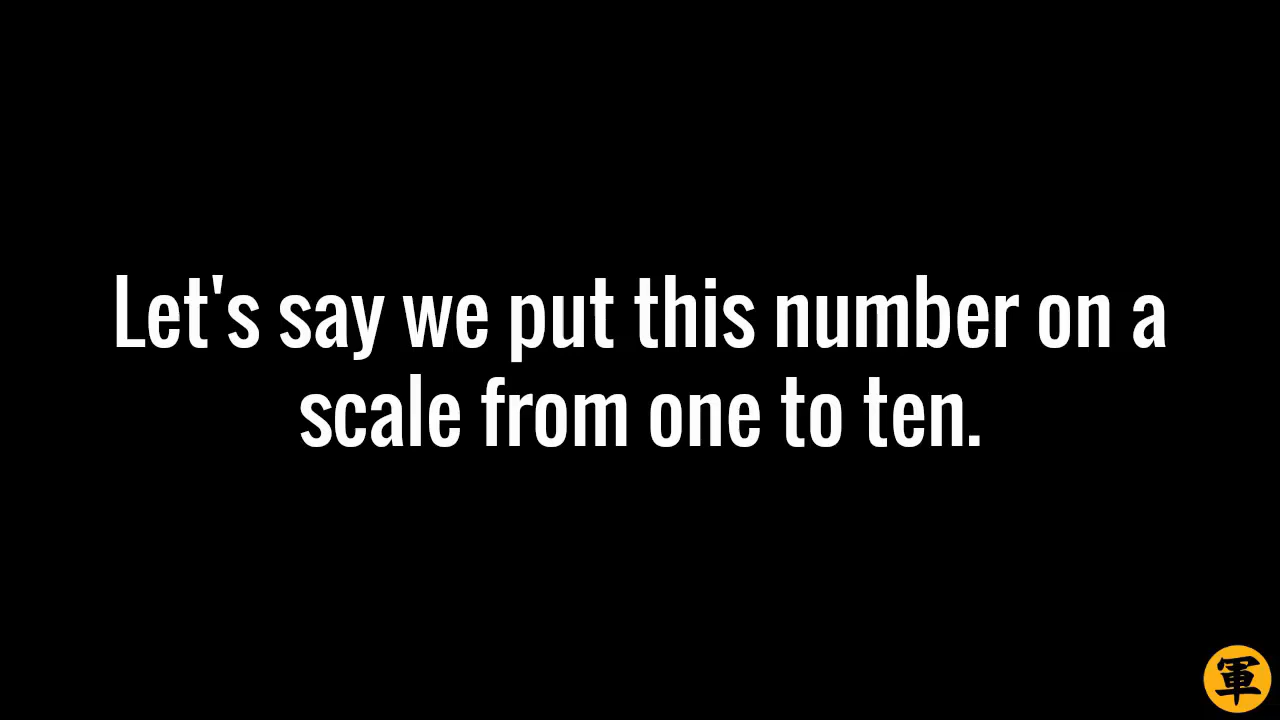 Let's say we put this number on a
scale from one to ten.
軍